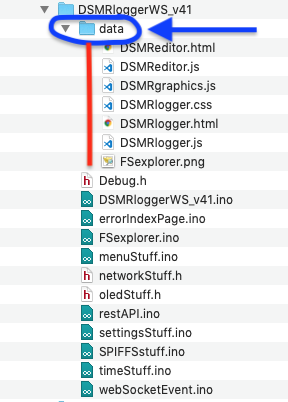 DSMRloggerWS_v41
data
DSMReditor.html
DSMReditor.js
DSMRgraphics.js
DSMRlogger.css
DSMRlogger.html
DSMRlogger.js
FSexplorer.png
Debug.h
DSMRloggerWS_v41.ino
errorIndexPage.ino
FSexplorer.ino
menuStuff.ino
networkStuff.h
oledStuff.h
restAPI.ino
settingsStuff.ino
SPIFFSstuff.ino
timeStuff.ino
webSocketEvent.ino